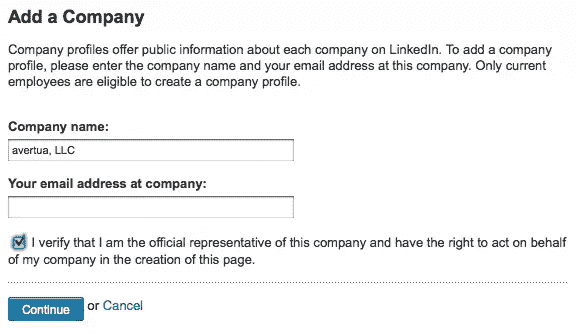 Add a Company
Company profiles offer public information about each company on LinkedIn. To add a company
profile, please enter the company name and your email address at this company. Only current
employees are eligible to create a company profile.
Company name:
avertua, LLC
Your email address at company:
I verify that I am the official representative of this company and have the right to act on behalf
of my company in the creation of this page.
Continue or Cancel